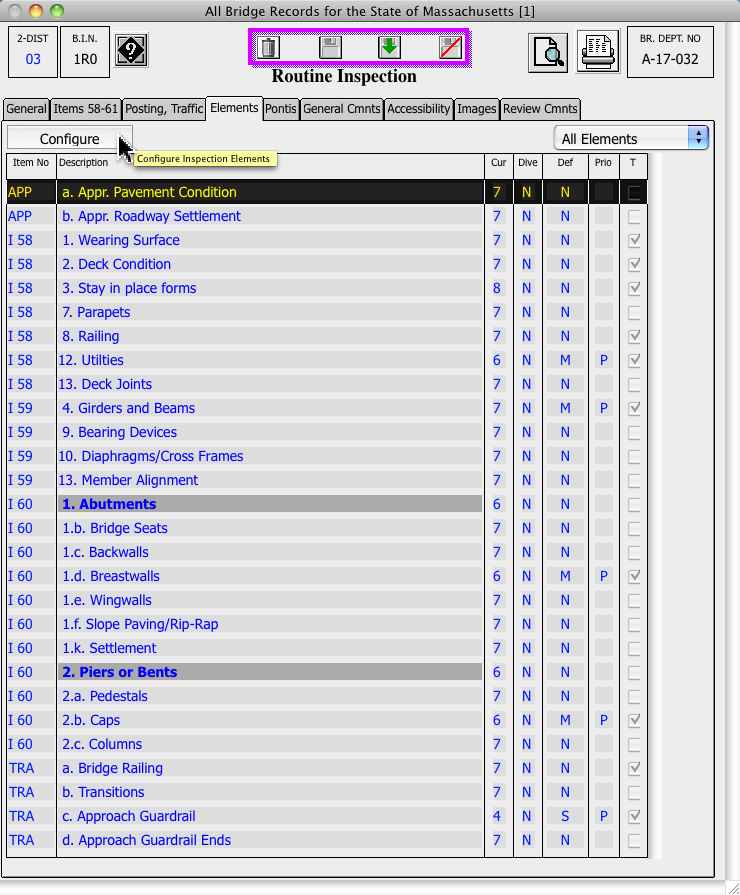 All Bridge Records for the State of Massachusetts [1]
2-DIST B.I.N. BR. DEPT. NO
03 1R0 ? A-17-032
Routine Inspection
General Items 58-61 Posting, Traffic Elements Pontis General Cmnts Accessibility Images Review Cmnts
Configure All Elements
Configure Inspection Elements
Item No Description Cur Dive Def Prio T
APP a. Appr. Pavement Condition 7 N N
APP b. Appr. Roadway Settlement 7 N N
I 58 1. Wearing Surface 7 N N
I 58 2. Deck Condition 7 N N
I 58 3. Stay in place forms 8 N N
I 58 7. Parapets 7 N N
I 58 8. Railing 7 N N
I 58 12. Utilties 6 N M P
I 58 13. Deck Joints 7 N N
I 59 4. Girders and Beams 7 N M P
I 59 9. Bearing Devices 7 N N
I 59 10. Diaphragms/Cross Frames 7 N N
I 59 13. Member Alignment 7 N N
I 60 1. Abutments 6 N N
I 60 1.b. Bridge Seats 7 N N
I 60 1.c. Backwalls 7 N N
I 60 1.d. Breastwalls 6 N M P
I 60 1.e. Wingwalls 7 N N
I 60 1.f. Slope Paving/Rip-Rap 7 N N
I 60 1.k. Settlement 7 N N
I 60 2. Piers or Bents 6 N N
I 60 2.a. Pedestals 7 N N
I 60 2.b. Caps 6 N M P
I 60 2.c. Columns 7 N N
TRA a. Bridge Railing 7 N N
TRA b. Transitions 7 N N
TRA c. Approach Guardrail 4 N S P
TRA d. Approach Guardrail Ends 7 N N